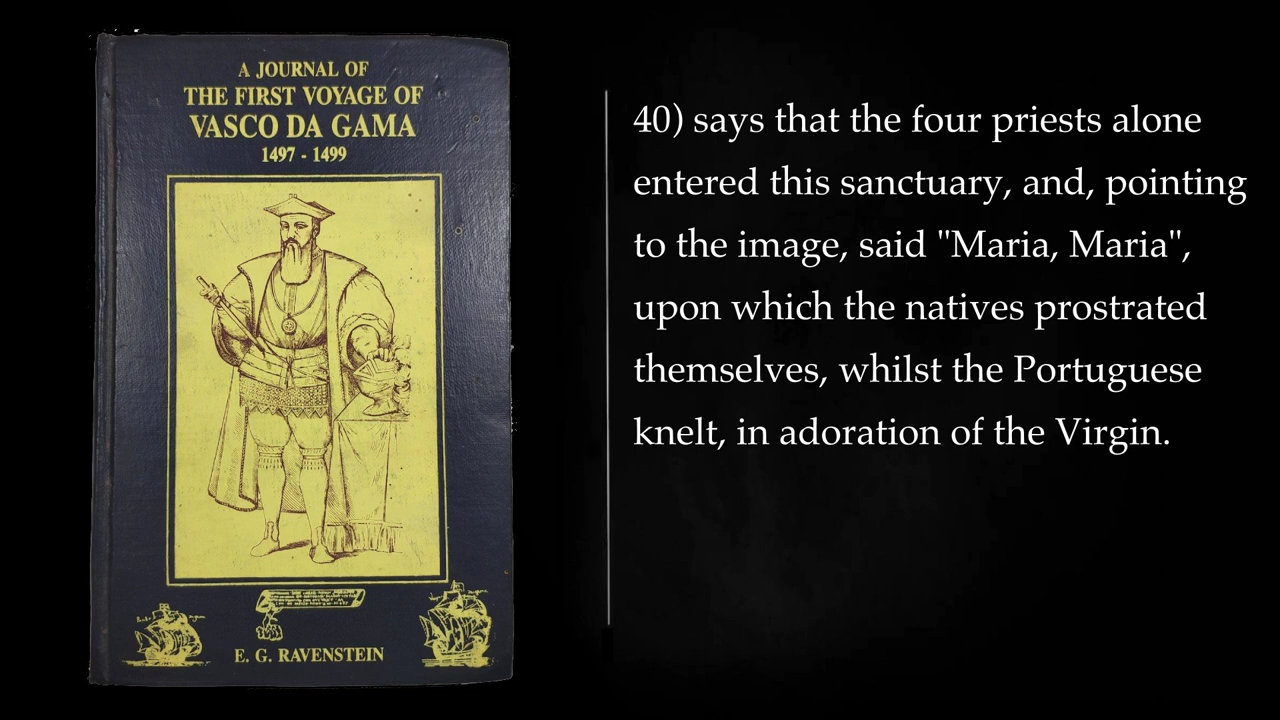 A JOURNAL OF
THE FIRST VOYAGE OF
VASCO DA GAMA
1497 - 1499
E. G. RAVENSTEIN
40) says that the four priests alone
entered this sanctuary, and, pointing
to the image, said "Maria, Maria",
upon which the natives prostrated
themselves, whilst the Portuguese
knelt, in adoration of the Virgin.